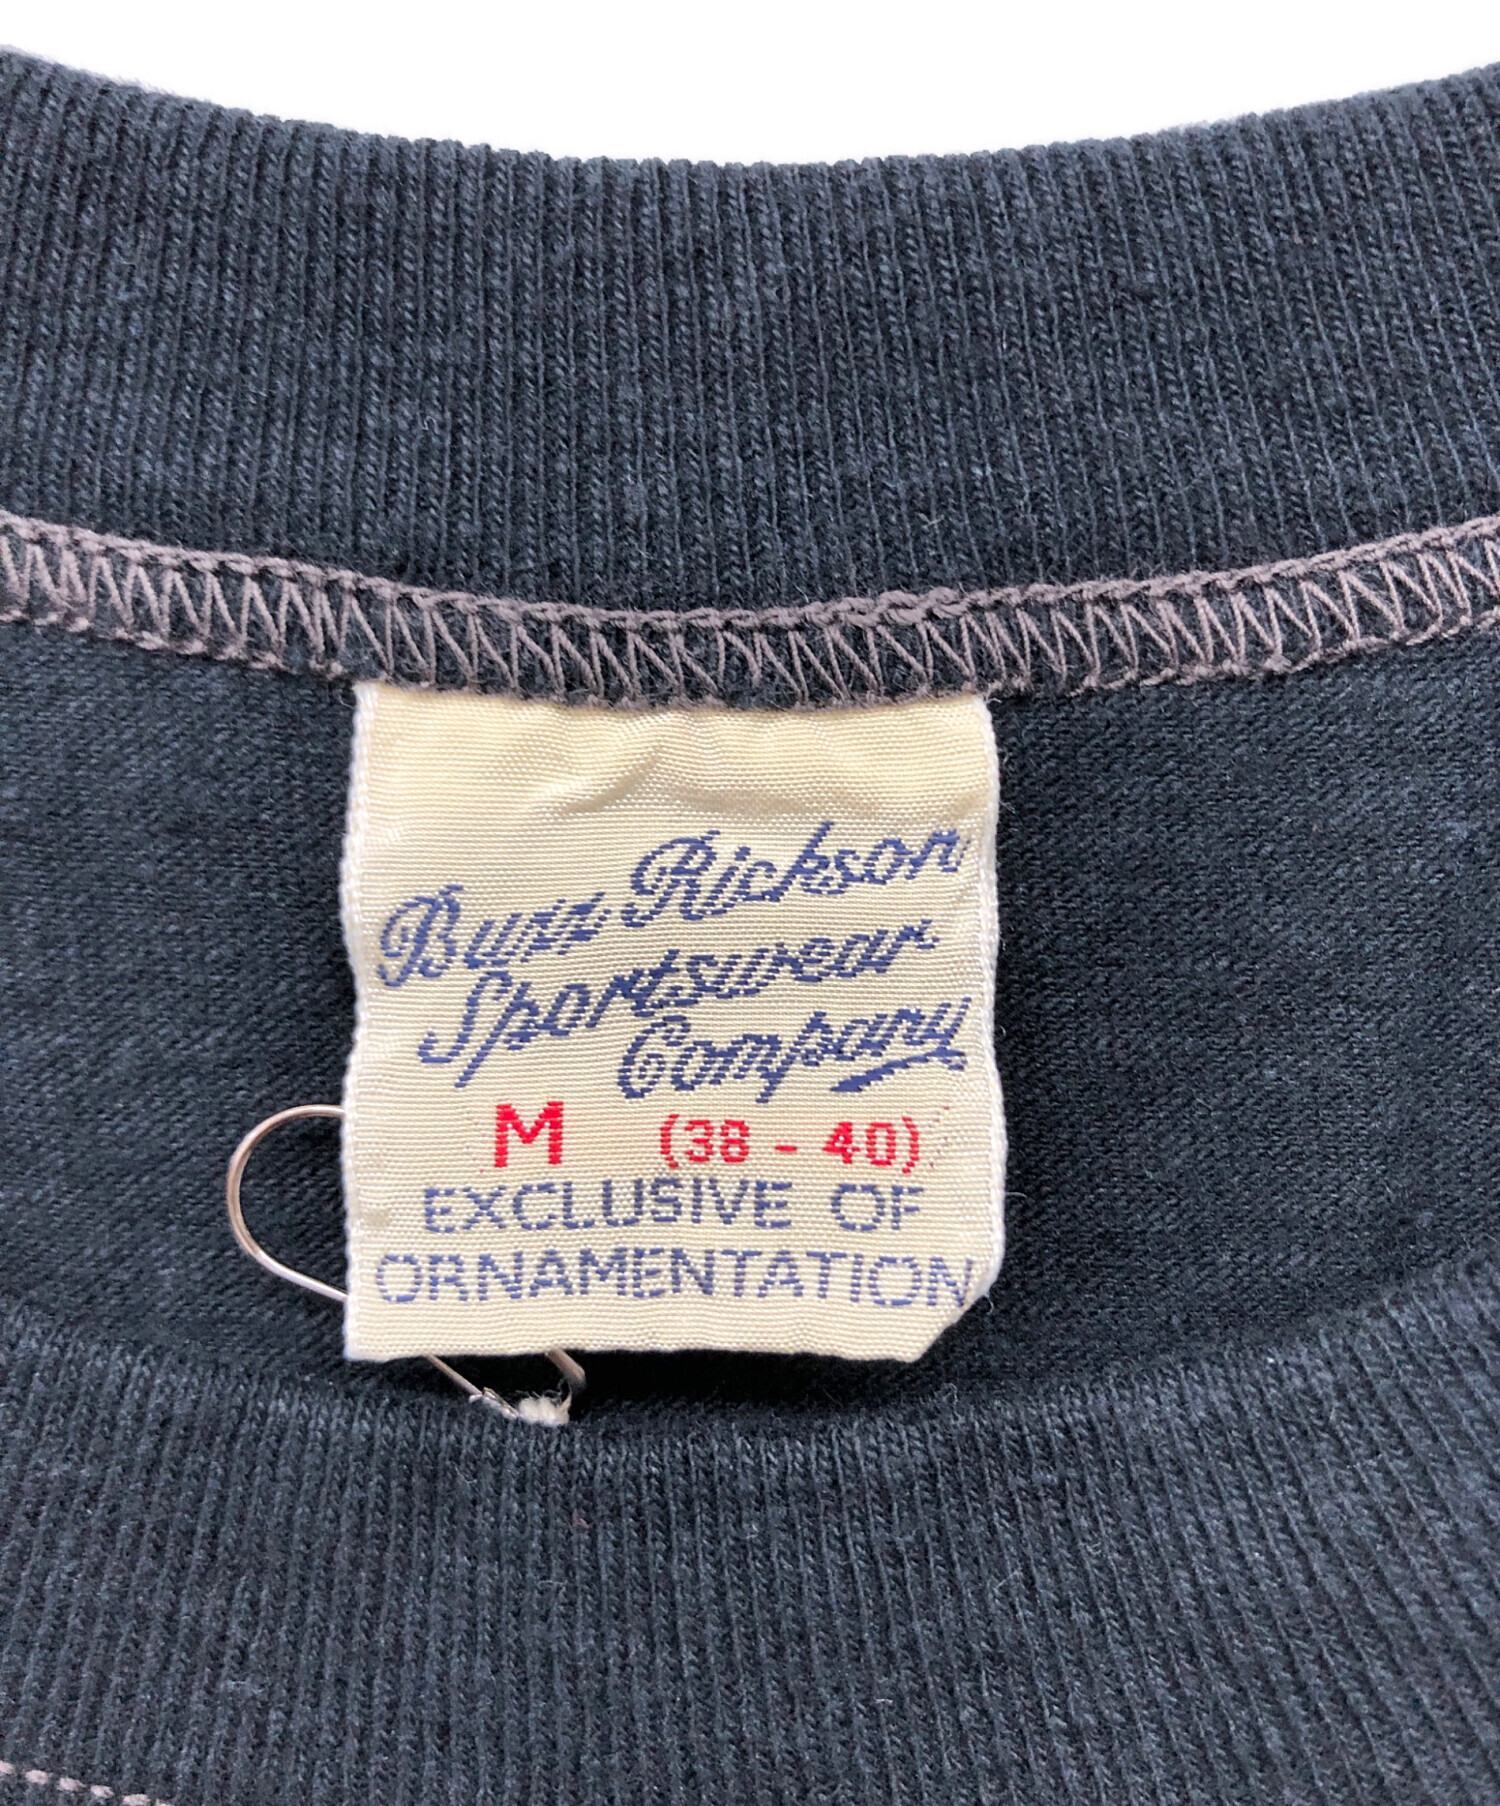 Buzz Rickson
Sportswear
Company
M (38 - 40)
EXCLUSIVE OF
ORNAMENTATION